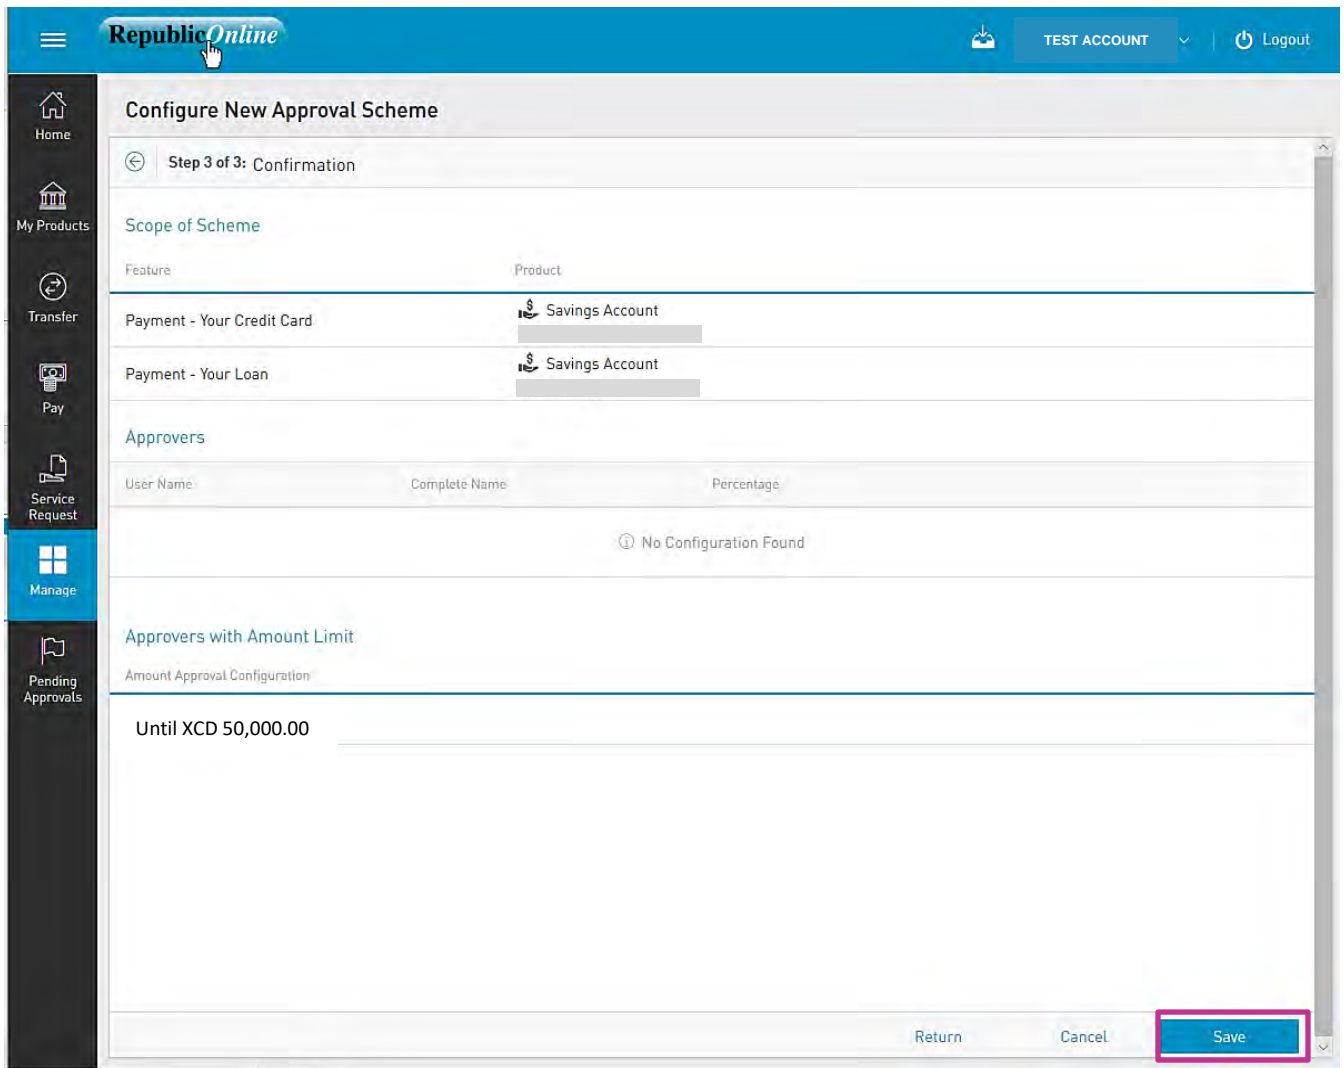 RepublicOnline
TEST ACCOUNT
Logout
Home
My Products
Transfer
Pay
Service
Request
Manage
Pending
Approvals
Configure New Approval Scheme
Step 3 of 3: Confirmation
Scope of Scheme
Feature Product
Payment - Your Credit Card Savings Account
Payment - Your Loan Savings Account
Approvers
User Name Complete Name Percentage
No Configuration Found
Approvers with Amount Limit
Amount Approval Configuration
Until XCD 50,000.00
Return Cancel Save